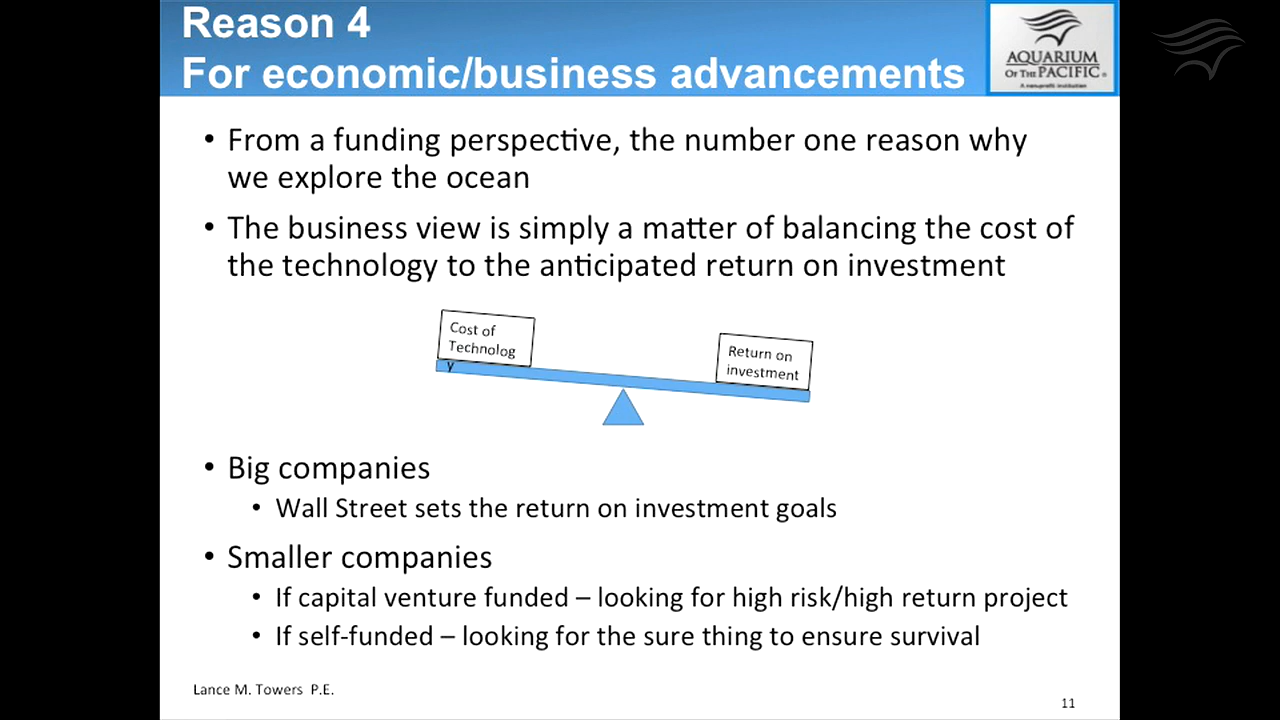 Reason 4
For economic/business advancements
AQUARIUM
OF THE PACIFIC®
A nonprofit institution
• From a funding perspective, the number one reason why
we explore the ocean
• The business view is simply a matter of balancing the cost of
the technology to the anticipated return on investment
Cost of
Technolog
y
Return on
investment
• Big companies
• Wall Street sets the return on investment goals
• Smaller companies
• If capital venture funded – looking for high risk/high return project
• If self-funded – looking for the sure thing to ensure survival
Lance M. Towers P.E.
11